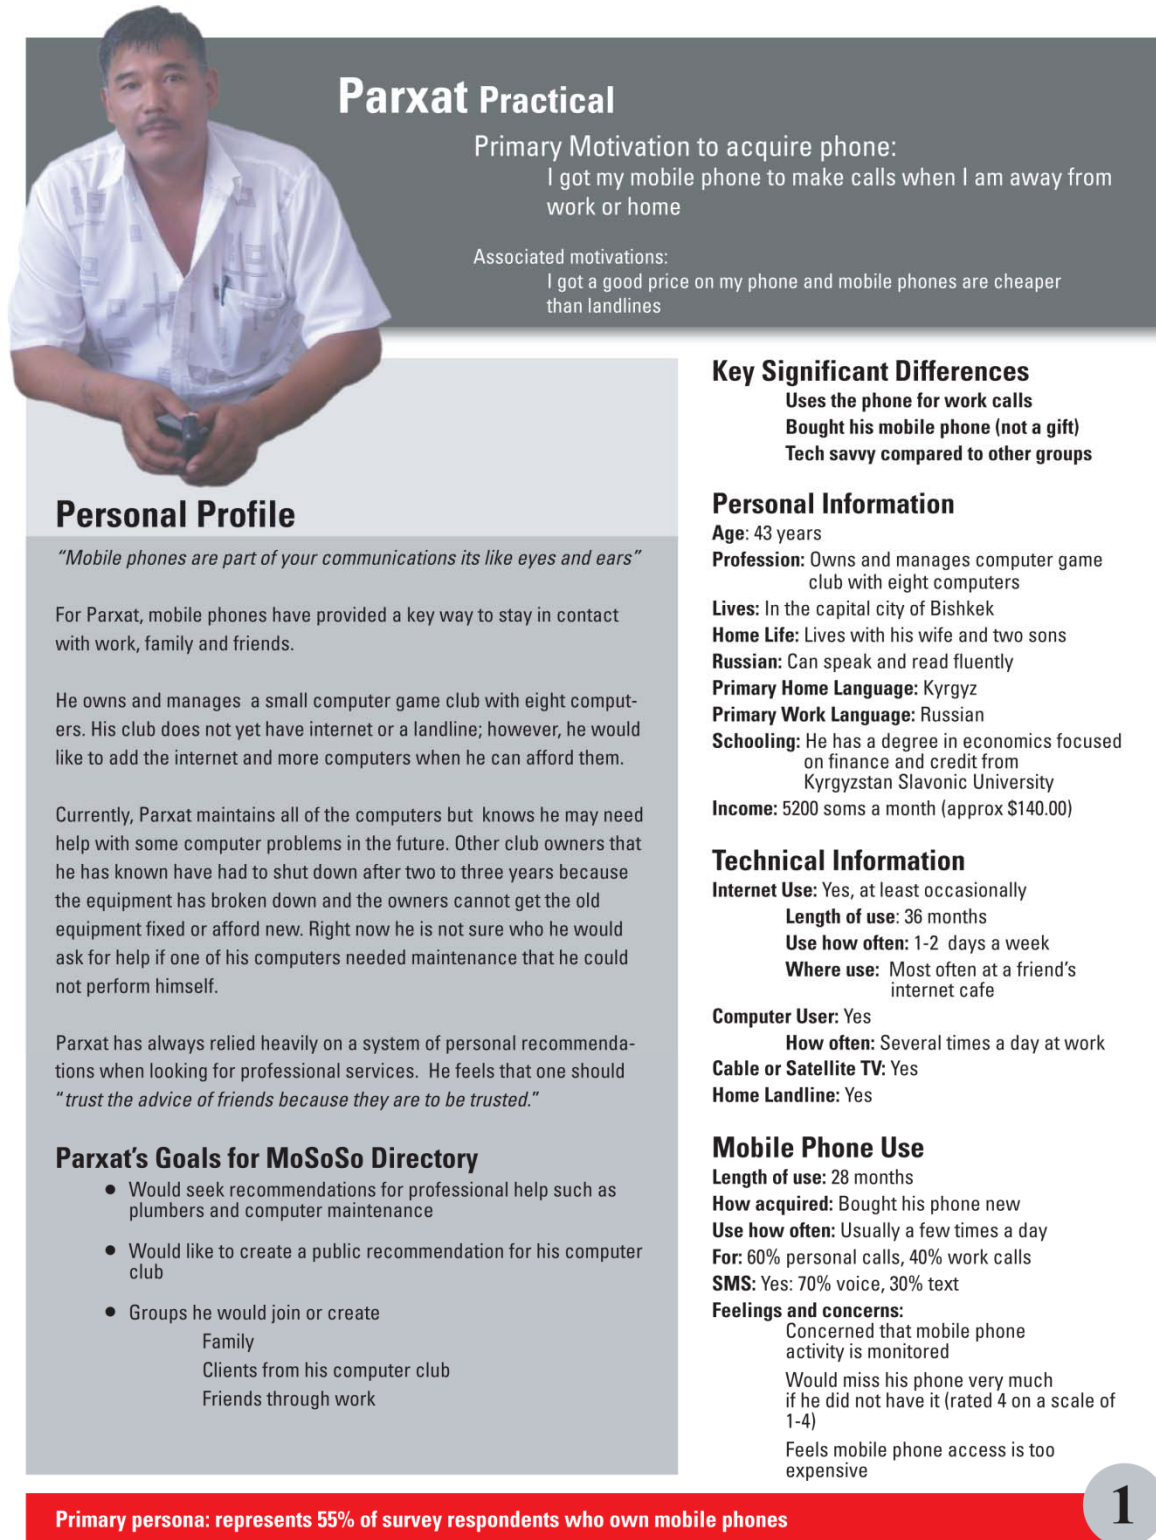 Parxat Practical
Primary Motivation to acquire phone:
I got my mobile phone to make calls when I am away from
work or home
Associated motivations:
I got a good price on my phone and mobile phones are cheaper
than landlines
Personal Profile
“Mobile phones are part of your communications its like eyes and ears”
For Parxat, mobile phones have provided a key way to stay in contact
with work, family and friends.
He owns and manages a small computer game club with eight comput-
ers. His club does not yet have internet or a landline; however, he would
like to add the internet and more computers when he can afford them.
Currently, Parxat maintains all of the computers but knows he may need
help with some computer problems in the future. Other club owners that
he has known have had to shut down after two to three years because
the equipment has broken down and the owners cannot get the old
equipment fixed or afford new. Right now he is not sure who he would
ask for help if one of his computers needed maintenance that he could
not perform himself.
Parxat has always relied heavily on a system of personal recommenda-
tions when looking for professional services. He feels that one should
“trust the advice of friends because they are to be trusted.”
Parxat’s Goals for MoSoSo Directory
● Would seek recommendations for professional help such as
plumbers and computer maintenance
● Would like to create a public recommendation for his computer
club
● Groups he would join or create
Family
Clients from his computer club
Friends through work
Key Significant Differences
Uses the phone for work calls
Bought his mobile phone (not a gift)
Tech savvy compared to other groups
Personal Information
Age: 43 years
Profession: Owns and manages computer game
club with eight computers
Lives: In the capital city of Bishkek
Home Life: Lives with his wife and two sons
Russian: Can speak and read fluently
Primary Home Language: Kyrgyz
Primary Work Language: Russian
Schooling: He has a degree in economics focused
on finance and credit from
Kyrgyzstan Slavonic University
Income: 5200 soms a month (approx $140.00)
Technical Information
Internet Use: Yes, at least occasionally
Length of use: 36 months
Use how often: 1-2 days a week
Where use: Most often at a friend’s
internet cafe
Computer User: Yes
How often: Several times a day at work
Cable or Satellite TV: Yes
Home Landline: Yes
Mobile Phone Use
Length of use: 28 months
How acquired: Bought his phone new
Use how often: Usually a few times a day
For: 60% personal calls, 40% work calls
SMS: Yes: 70% voice, 30% text
Feelings and concerns:
Concerned that mobile phone
activity is monitored
Would miss his phone very much
if he did not have it (rated 4 on a scale of
1-4)
Feels mobile phone access is too
expensive
Primary persona: represents 55% of survey respondents who own mobile phones
1